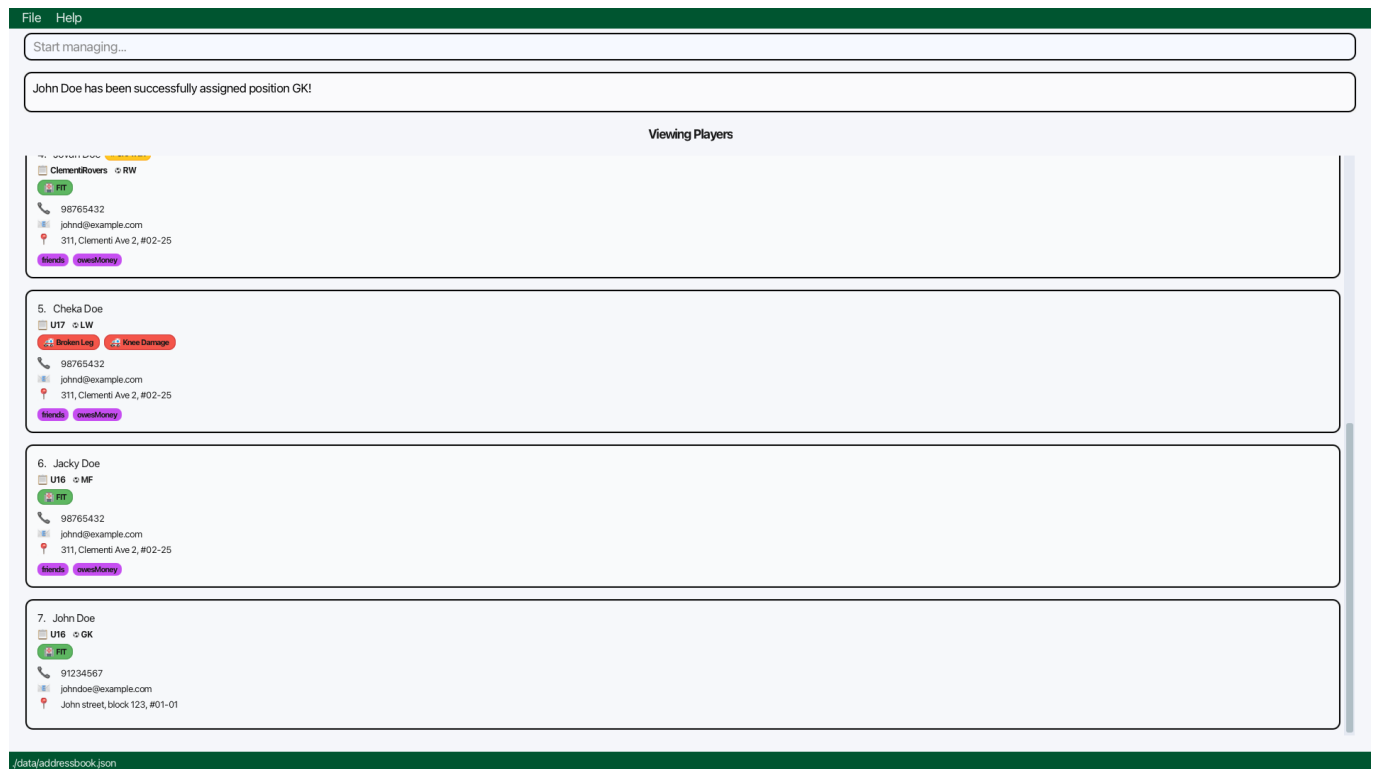 File Help
Start managing...
John Doe has been successfully assigned position GK!
Viewing Players
4. Jovan Doe
ClementiRovers RW
FIT
98765432
johnd@example.com
311, Clementi Ave 2, #02-25
friends owesMoney
5. Cheka Doe
U17 LW
Broken Leg Knee Damage
98765432
johnd@example.com
311, Clementi Ave 2, #02-25
friends owesMoney
6. Jacky Doe
U16 MF
FIT
98765432
johnd@example.com
311, Clementi Ave 2, #02-25
friends owesMoney
7. John Doe
U16 GK
FIT
91234567
johndoe@example.com
John street, block 123, #01-01
./data/addressbook.json